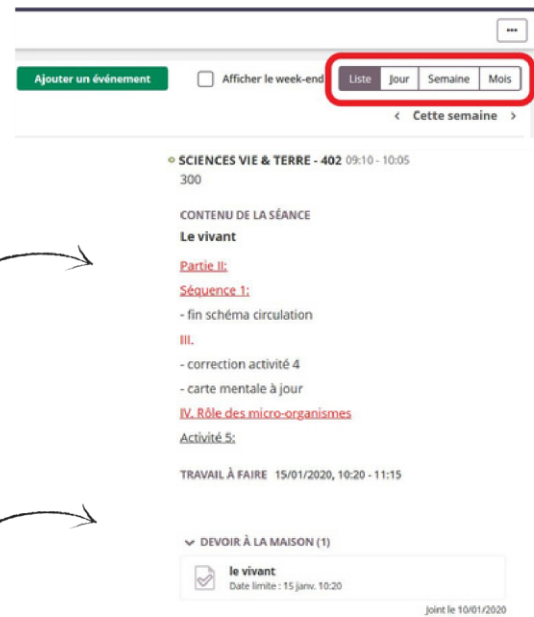 ...
Ajouter un événement Afficher le week-end Liste Jour Semaine Mois
< Cette semaine >
SCIENCES VIE & TERRE - 402 09:10 - 10:05
300
CONTENU DE LA SÉANCE
Le vivant
Partie II:
Séquence 1:
- fin schéma circulation
III.
- correction activité 4
- carte mentale à jour
IV. Rôle des micro-organismes
Activité 5:
TRAVAIL À FAIRE 15/01/2020, 10:20 - 11:15
DEVOIR À LA MAISON (1)
le vivant
Date limite : 15 janv. 10:20
Joint le 10/01/2020